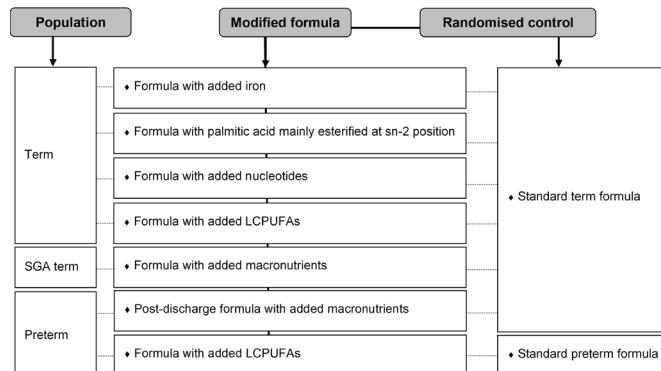 Population
Modified formula
Randomised control
Term
♦ Formula with added iron
♦ Formula with palmitic acid mainly esterified at sn-2 position
♦ Formula with added nucleotides
♦ Formula with added LCPUFAs
♦ Standard term formula
SGA term
♦ Formula with added macronutrients
Preterm
♦ Post-discharge formula with added macronutrients
♦ Formula with added LCPUFAs
♦ Standard preterm formula